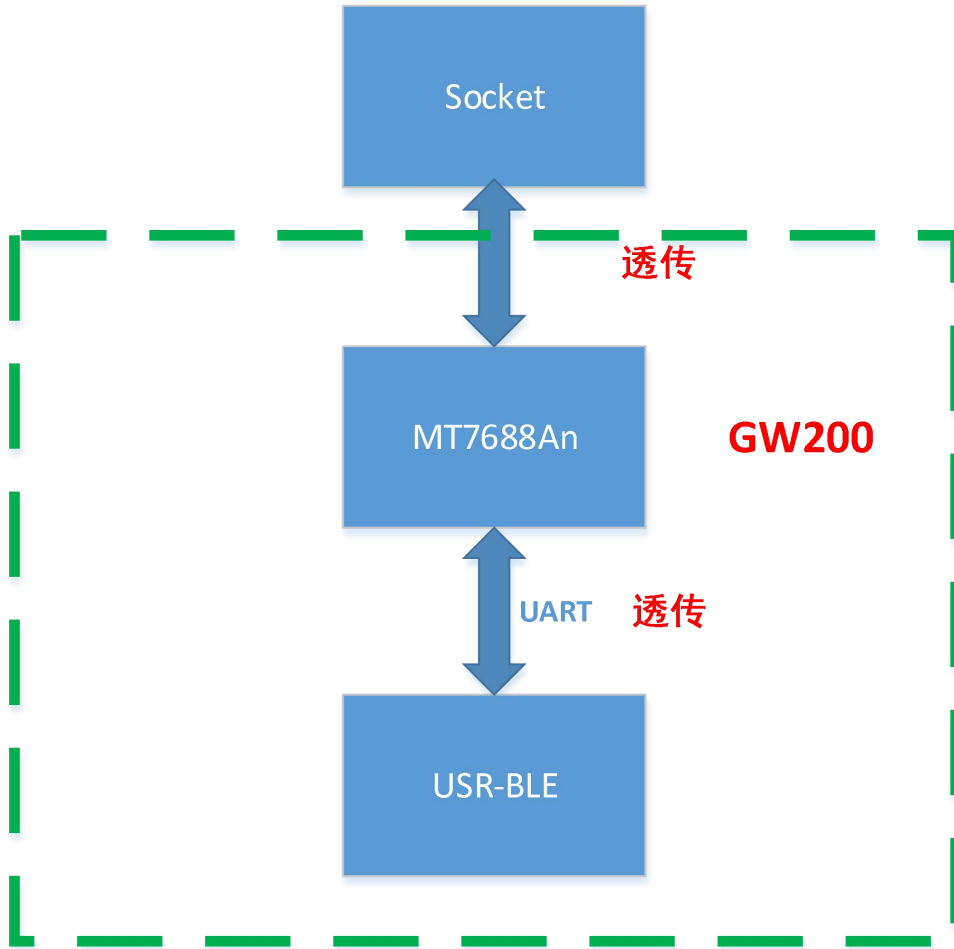 Socket
透传
MT7688An
GW200
UART
透传
USR-BLE